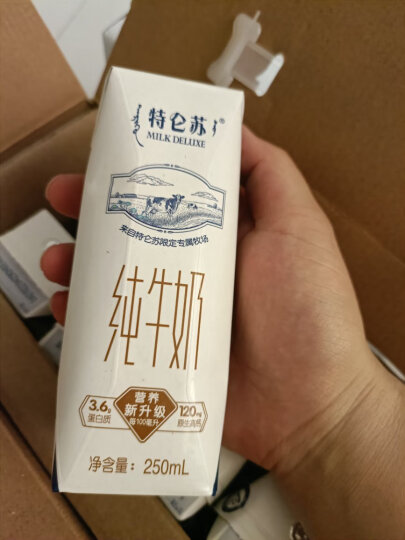 特仑苏®
MILK DELUXE
来自特仑苏限定专属牧场
纯牛奶
营养
新升级
每100毫升
3.6g
蛋白质
120mg
原生高钙
净含量：250mL